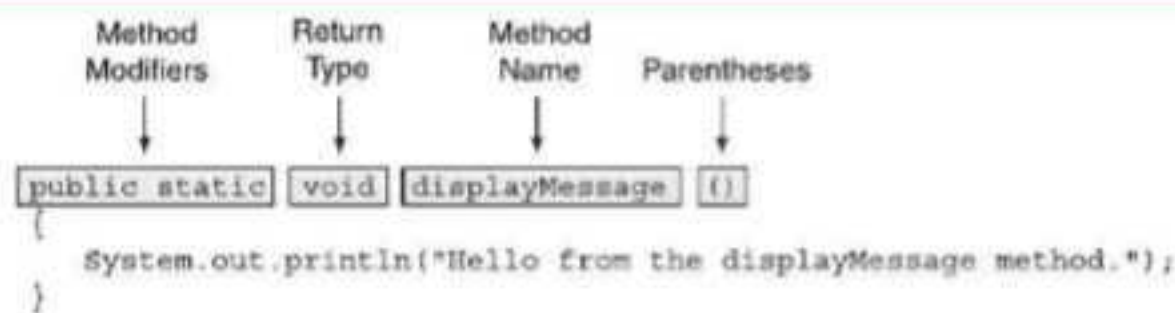 Method Modifiers
Return Type
Method Name
Parentheses
public static void displayMessage ()
{
System.out.println("Hello from the displayMessage method.");
}